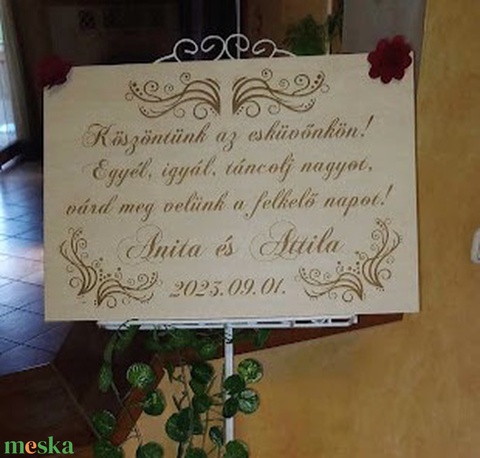 Köszöntünk az esküvőnkön!
Egyél, igyál, táncolj nagyot,
várd meg velünk a felkelő napot!
Anita és Attila
2023.09.01.
meska